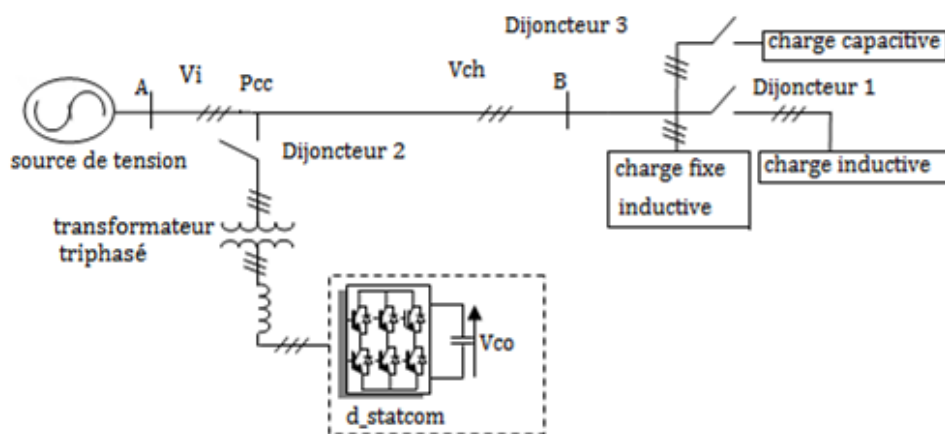 Dijoncteur 3
charge capacitive
A
Vi
Pcc
Vch
B
Dijoncteur 1
source de tension
Dijoncteur 2
charge fixe
inductive
charge inductive
transformateur
triphasé
Vco
d_statcom